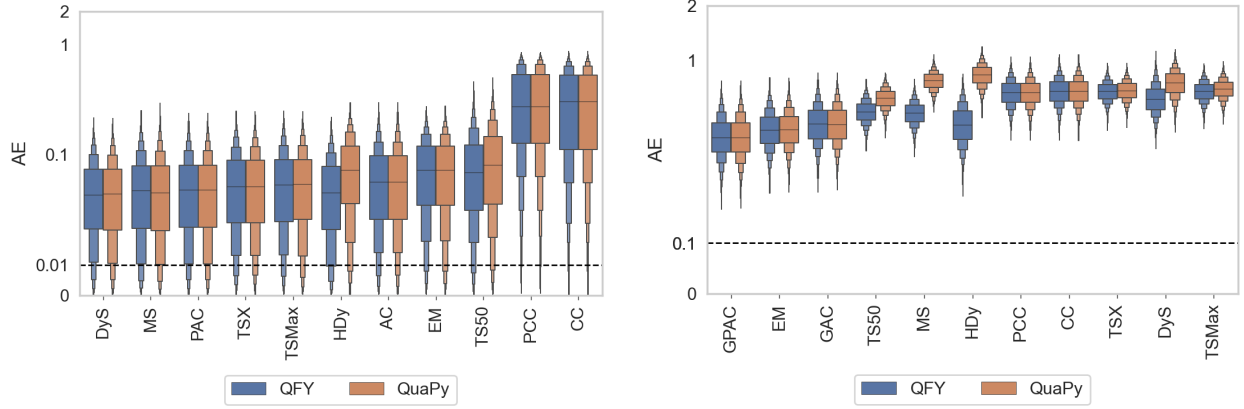 2
1
0.1
0.01
0
AE
DyS
MS
PAC
TSX
TSMax
HDy
AC
EM
TS50
PCC
CC
QFY
QuaPy
2
1
0.1
0
AE
GPAC
EM
GAC
TS50
MS
HDy
PCC
CC
TSX
DyS
TSMax
QFY
QuaPy